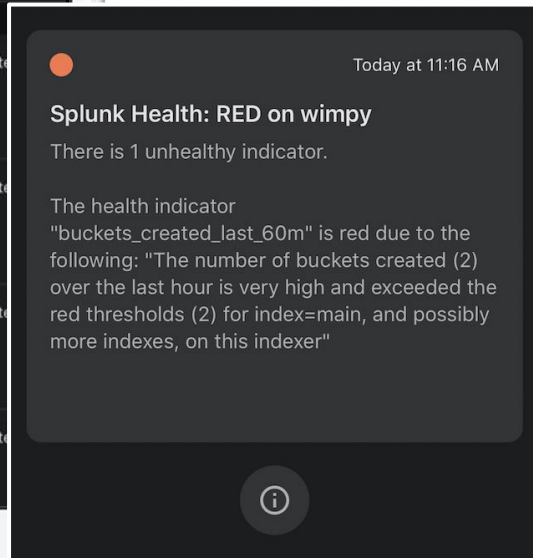 Today at 11:16 AM
Splunk Health: RED on wimpy
There is 1 unhealthy indicator.
The health indicator
"buckets_created_last_60m" is red due to the
following: "The number of buckets created (2)
over the last hour is very high and exceeded the
red thresholds (2) for index=main, and possibly
more indexes, on this indexer"